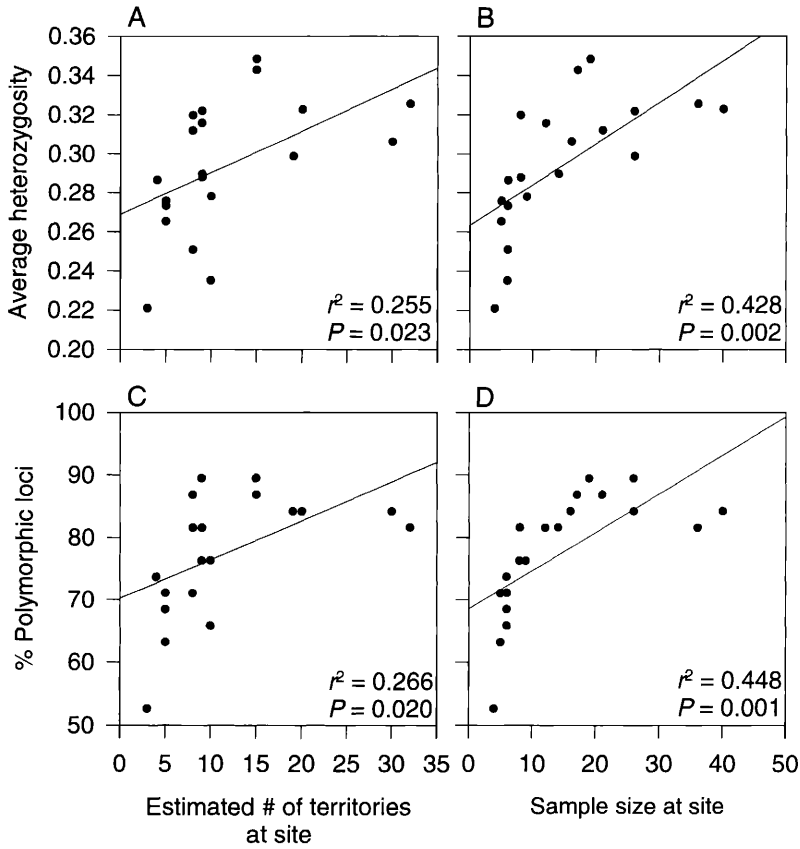 A
B
0.36
0.34
0.32
0.30
0.28
0.26
0.24
0.22
0.20
Average heterozygosity
r² = 0.255
P = 0.023
r² = 0.428
P = 0.002
C
D
100
90
80
70
60
50
% Polymorphic loci
r² = 0.266
P = 0.020
r² = 0.448
P = 0.001
0 5 10 15 20 25 30 35
0 10 20 30 40 50
Estimated # of territories
at site
Sample size at site